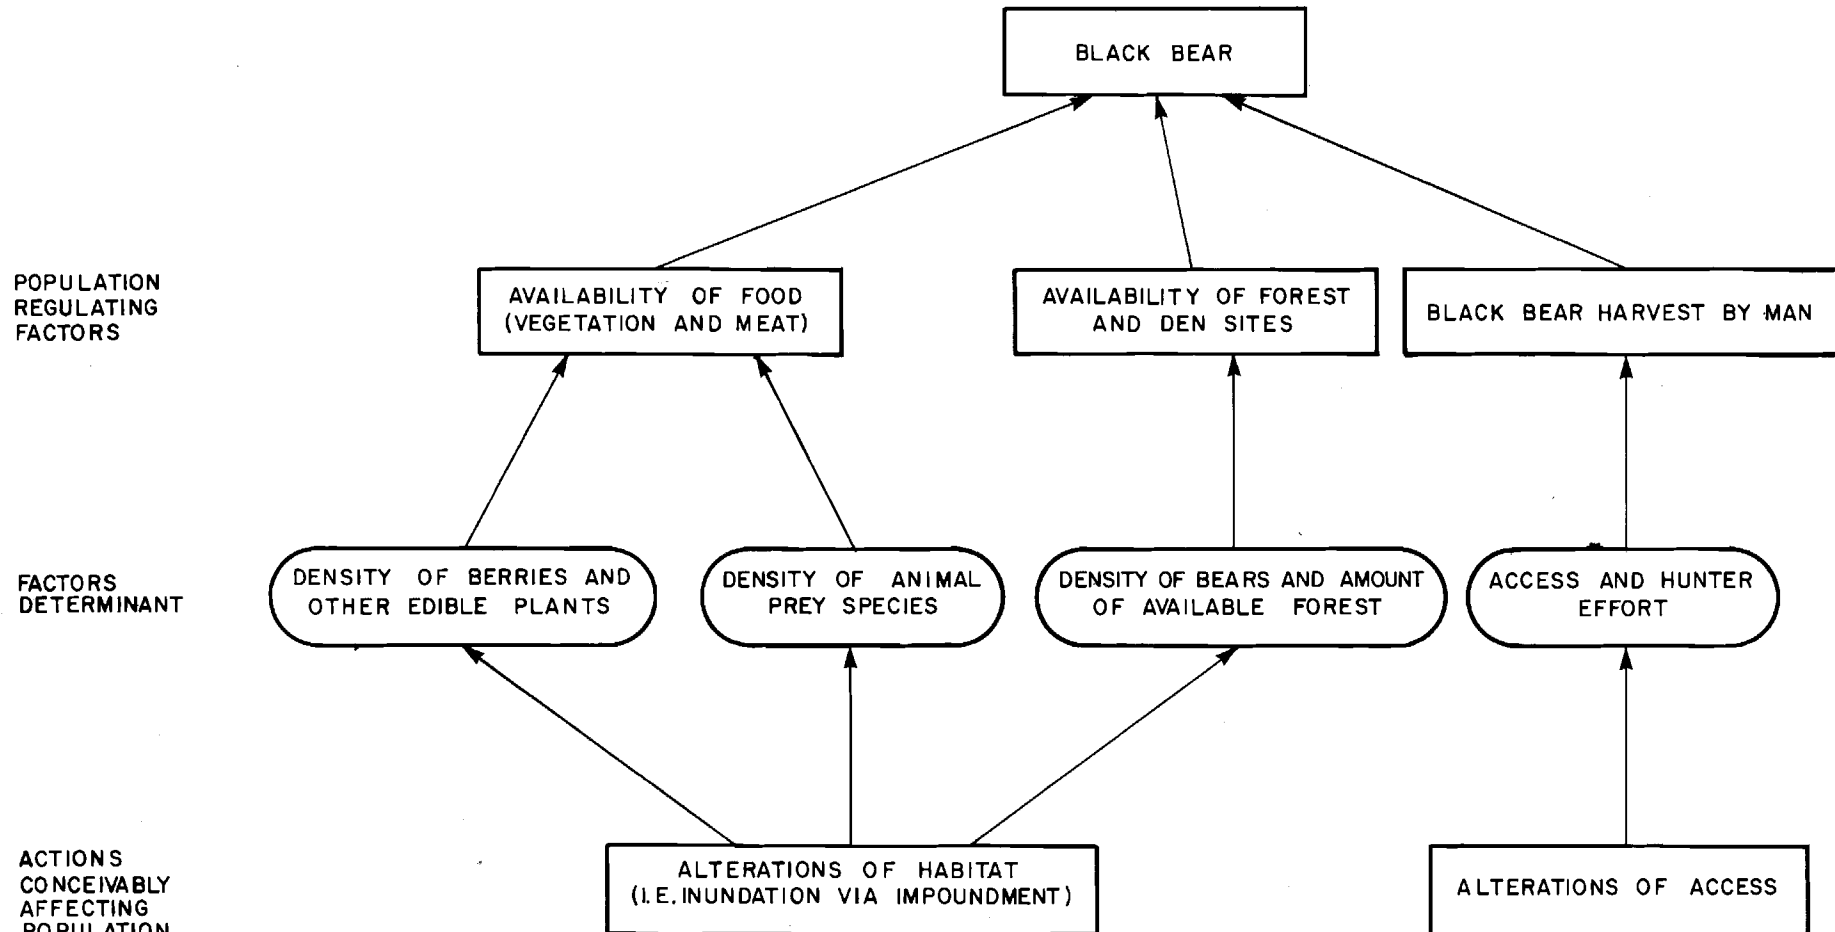 BLACK BEAR
POPULATION
REGULATING
FACTORS
AVAILABILITY OF FOOD
(VEGETATION AND MEAT)
AVAILABILITY OF FOREST
AND DEN SITES
BLACK BEAR HARVEST BY MAN
FACTORS
DETERMINANT
DENSITY OF BERRIES AND
OTHER EDIBLE PLANTS
DENSITY OF ANIMAL
PREY SPECIES
DENSITY OF BEARS AND AMOUNT
OF AVAILABLE FOREST
ACCESS AND HUNTER
EFFORT
ACTIONS
CONCEIVABLY
AFFECTING
POPULATION
ALTERATIONS OF HABITAT
(I.E. INUNDATION VIA IMPOUNDMENT)
ALTERATIONS OF ACCESS